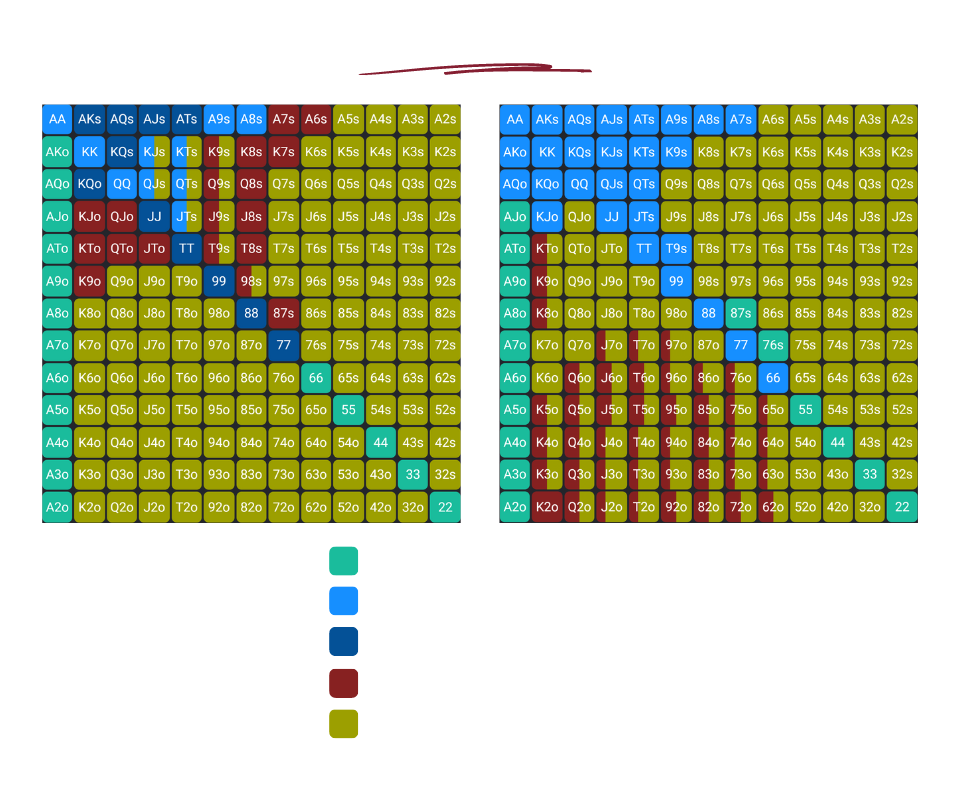 AA AKs AQs AJs ATs A9s A8s A7s A6s A5s A4s A3s A2s
AKo KK KQs KJs KTs K9s K8s K7s K6s K5s K4s K3s K2s
AQo KQo QQ QJs QTs Q9s Q8s Q7s Q6s Q5s Q4s Q3s Q2s
AJo KJo QJo JJ JTs J9s J8s J7s J6s J5s J4s J3s J2s
ATo KTo QTo JTo TT T9s T8s T7s T6s T5s T4s T3s T2s
A9o K9o Q9o J9o T9o 99 98s 97s 96s 95s 94s 93s 92s
A8o K8o Q8o J8o T8o 98o 88 87s 86s 85s 84s 83s 82s
A7o K7o Q7o J7o T7o 97o 87o 77 76s 75s 74s 73s 72s
A6o K6o Q6o J6o T6o 96o 86o 76o 66 65s 64s 63s 62s
A5o K5o Q5o J5o T5o 95o 85o 75o 65o 55 54s 53s 52s
A4o K4o Q4o J4o T4o 94o 84o 74o 64o 54o 44 43s 42s
A3o K3o Q3o J3o T3o 93o 83o 73o 63o 53o 43o 33 32s
A2o K2o Q2o J2o T2o 92o 82o 72o 62o 52o 42o 32o 22
AA AKs AQs AJs ATs A9s A8s A7s A6s A5s A4s A3s A2s
AKo KK KQs KJs KTs K9s K8s K7s K6s K5s K4s K3s K2s
AQo KQo QQ QJs QTs Q9s Q8s Q7s Q6s Q5s Q4s Q3s Q2s
AJo KJo QJo JJ JTs J9s J8s J7s J6s J5s J4s J3s J2s
ATo KTo QTo JTo TT T9s T8s T7s T6s T5s T4s T3s T2s
A9o K9o Q9o J9o T9o 99 98s 97s 96s 95s 94s 93s 92s
A8o K8o Q8o J8o T8o 98o 88 87s 86s 85s 84s 83s 82s
A7o K7o Q7o J7o T7o 97o 87o 77 76s 75s 74s 73s 72s
A6o K6o Q6o J6o T6o 96o 86o 76o 66 65s 64s 63s 62s
A5o K5o Q5o J5o T5o 95o 85o 75o 65o 55 54s 53s 52s
A4o K4o Q4o J4o T4o 94o 84o 74o 64o 54o 44 43s 42s
A3o K3o Q3o J3o T3o 93o 83o 73o 63o 53o 43o 33 32s
A2o K2o Q2o J2o T2o 92o 82o 72o 62o 52o 42o 32o 22